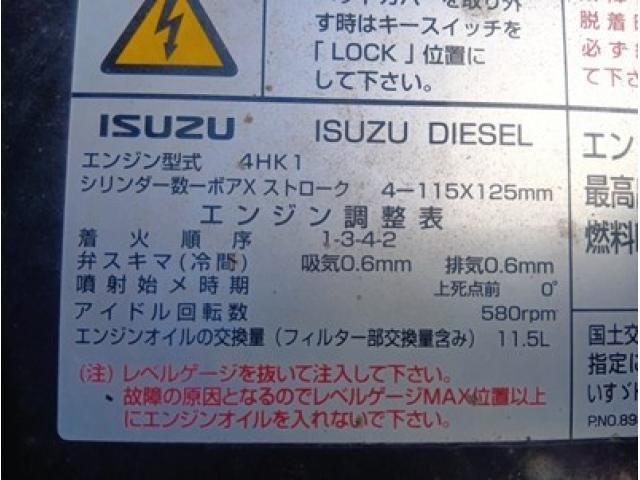 す時はキースイッチを
「LOCK」位置に
して下さい。
脱着
必ず
て下さい
ISUZU ISUZU DIESEL
エンジン型式 4HK1
シリンダー数ーボアX ストローク 4ー115X125mm
エンジン調整表
着火順序 1-3-4-2
弁スキマ(冷間) 吸気0.6mm 排気0.6mm
噴射始メ時期 上死点前 0°
アイドル回転数 580rpm
エンジンオイルの交換量(フィルター部交換量含み) 11.5L
(注)レベルゲージを抜いて注入して下さい。
・故障の原因となるのでレベルゲージMAX位置以上
にエンジンオイルを入れないで下さい。
エン
最高
燃料
国土交
指定に
いすゞ
P.NO.89